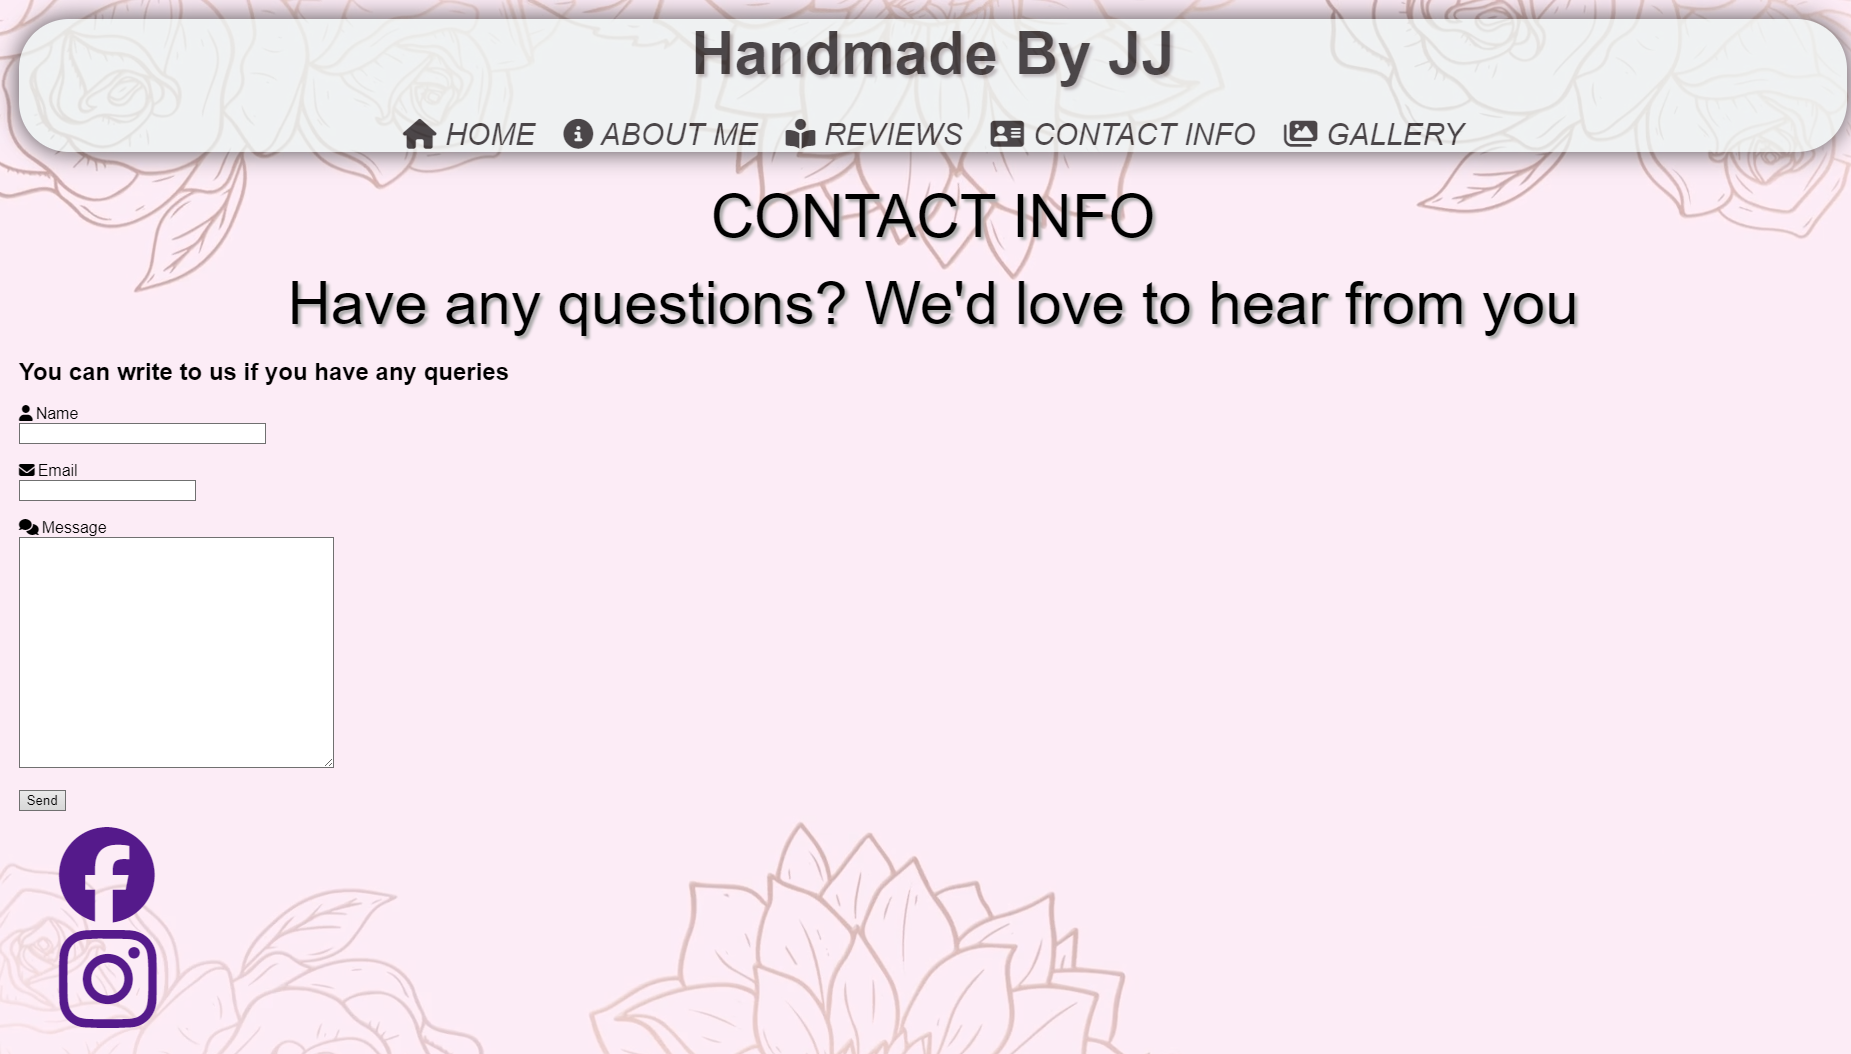 Handmade By JJ
HOME ABOUT ME REVIEWS CONTACT INFO GALLERY
CONTACT INFO
Have any questions? We'd love to hear from you
You can write to us if you have any queries
Name
Email
Message
Send